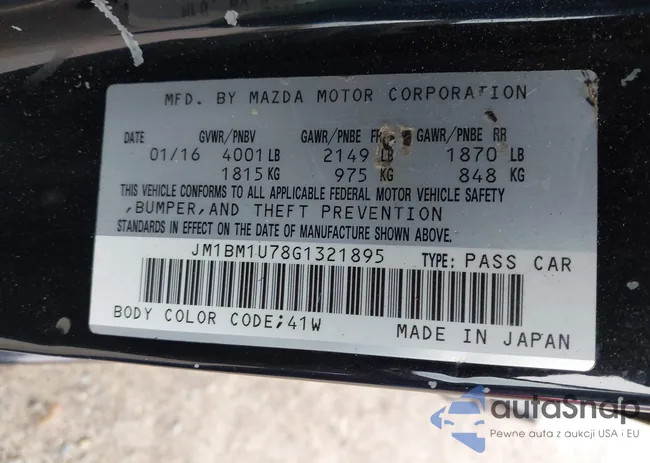 MFD. BY MAZDA MOTOR CORPORATION
DATE GVWR/PNBV GAWR/PNBE FR GAWR/PNBE RR
01/16 4001 LB 2149 LB 1870 LB
1815 KG 975 KG 848 KG
THIS VEHICLE CONFORMS TO ALL APPLICABLE FEDERAL MOTOR VEHICLE SAFETY
,BUMPER,AND THEFT PREVENTION
STANDARDS IN EFFECT ON THE DATE OF MANUFACTURE SHOWN ABOVE.
JM1BM1U78G1321895 TYPE: PASS CAR
BODY COLOR CODE;41W MADE IN JAPAN
autoSnap
Pewne auta z aukcji USA i EU